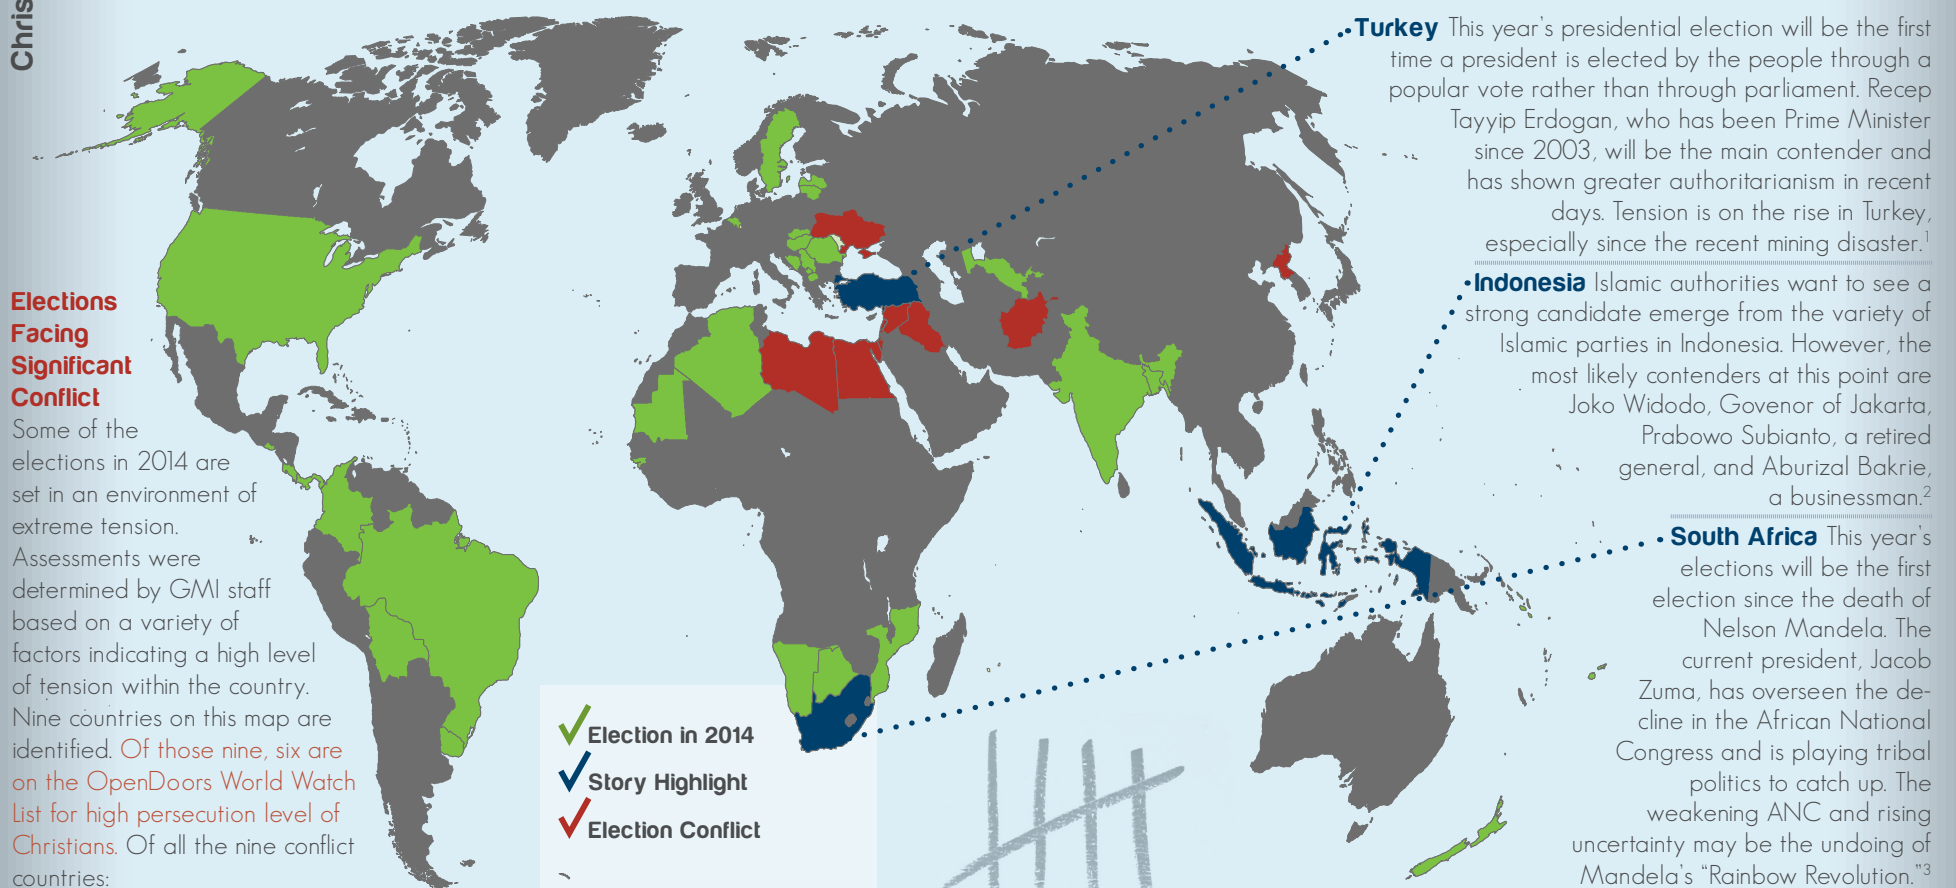 Chris
Elections
Facing
Significant
Conflict
Some of the
elections in 2014 are
set in an environment of
extreme tension.
Assessments were
determined by GMI staff
based on a variety of
factors indicating a high level
of tension within the country.
Nine countries on this map are
identified. Of those nine, six are
on the OpenDoors World Watch
List for high persecution level of
Christians. Of all the nine conflict
countries:
Election in 2014
Story Highlight
Election Conflict
Turkey This year's presidential election will be the first
time a president is elected by the people through a
popular vote rather than through parliament. Recep
Tayyip Erdogan, who has been Prime Minister
since 2003, will be the main contender and
has shown greater authoritarianism in recent
days. Tension is on the rise in Turkey,
especially since the recent mining disaster.1
Indonesia Islamic authorities want to see a
strong candidate emerge from the variety of
Islamic parties in Indonesia. However, the
most likely contenders at this point are
Joko Widodo, Govenor of Jakarta,
Prabowo Subianto, a retired
general, and Aburizal Bakrie,
a businessman.2
South Africa This year's
elections will be the first
election since the death of
Nelson Mandela. The
current president, Jacob
Zuma, has overseen the de-
cline in the African National
Congress and is playing tribal
politics to catch up. The
weakening ANC and rising
uncertainty may be the undoing of
Mandela's "Rainbow Revolution."3